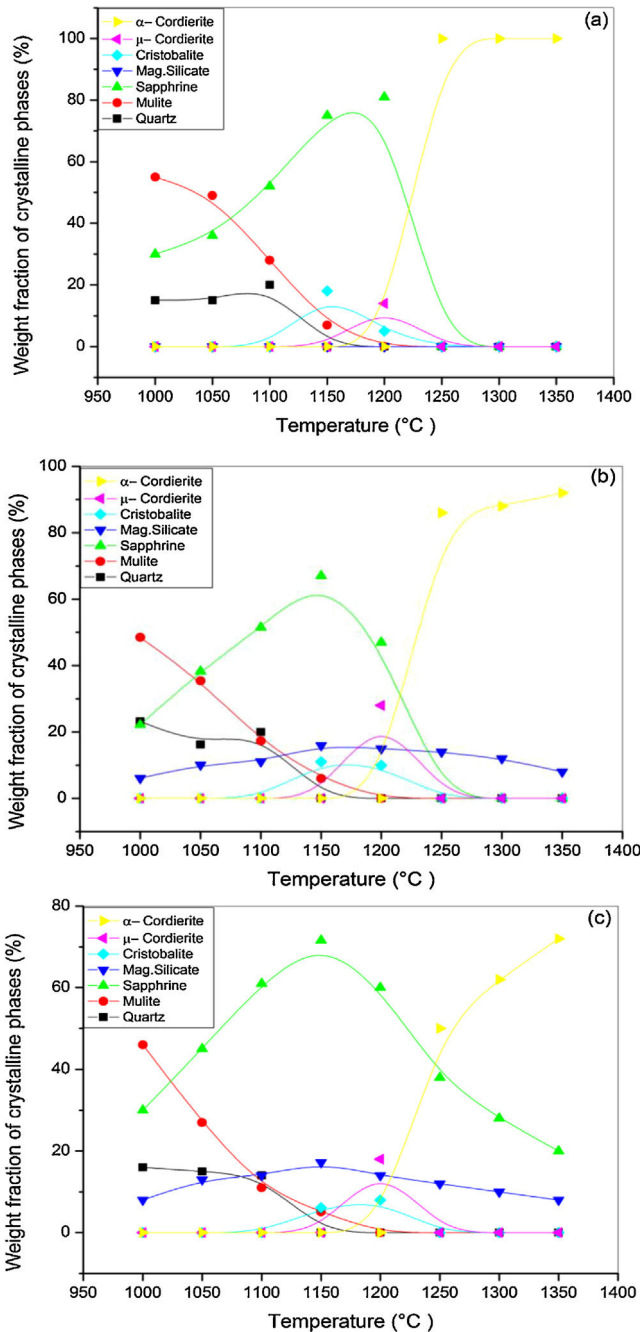 (a)
α– Cordierite
μ– Cordierite
Cristobalite
Mag.Silicate
Sapphrine
Mulite
Quartz
100
80
60
40
20
0
Weight fraction of crystalline phases (%)
950 1000 1050 1100 1150 1200 1250 1300 1350 1400
Temperature (°C )
(b)
α– Cordierite
μ– Cordierite
Cristobalite
Mag.Silicate
Sapphrine
Mulite
Quartz
100
80
60
40
20
0
Weight fraction of crystalline phases (%)
950 1000 1050 1100 1150 1200 1250 1300 1350 1400
Temperature (°C )
(c)
α– Cordierite
μ– Cordierite
Cristobalite
Mag.Silicate
Sapphrine
Mulite
Quartz
80
60
40
20
0
Weight fraction of crystalline phases (%)
950 1000 1050 1100 1150 1200 1250 1300 1350 1400
Temperature (°C )